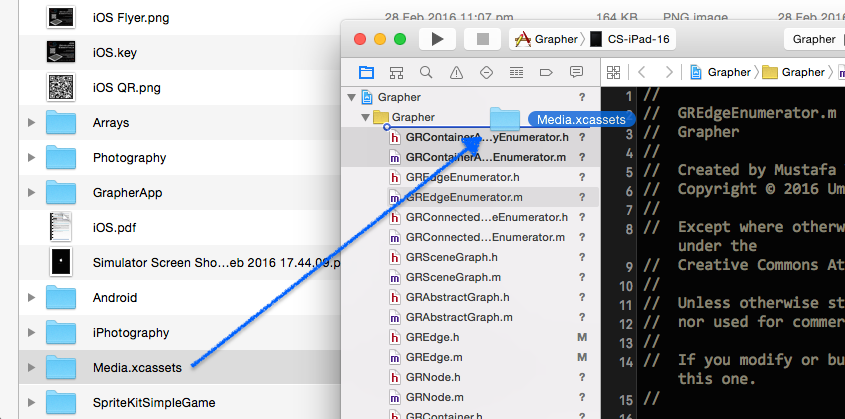 iOS Flyer.png
28 Feb 2016 11:07 pm
164 KB
PNG image
iOS.key
iOS QR.png
Arrays
Photography
GrapherApp
iOS.pdf
Simulator Screen Sho...eb 2016 17.44.09.p
Android
iPhotography
Media.xcassets
SpriteKitSimpleGame
Grapher
CS-iPad-16
Grapher
Grapher ?
Grapher
Media.xcassets ?
GRContainerA...yEnumerator.h ?
GRContainerA...Enumerator.m ?
GREdgeEnumerator.h ?
GREdgeEnumerator.m ?
GRConnected...eEnumerator.h ?
GRConnected...Enumerator.m ?
GRSceneGraph.h ?
GRSceneGraph.m ?
GRAbstractGraph.h ?
GRAbstractGraph.m ?
GREdge.h M
GREdge.m M
GRNode.h ?
GRNode.m ?
GRContainer.h
Grapher Grapher
1 //
2 // GREdgeEnumerator.m
3 // Grapher
4 //
5 // Created by Mustafa
6 // Copyright © 2016 Um
7 //
8 // Except where otherw
under the
9 // Creative Commons At
10 //
11 // Unless otherwise st
12 // nor used for commer
13 //
14 // If you modify or bu
this one.
15 //
16